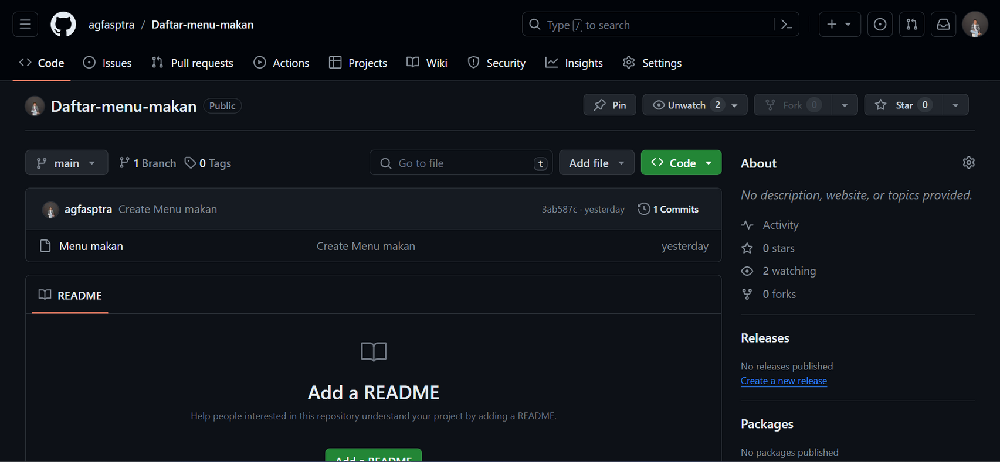 agfasptra / Daftar-menu-makan
Type / to search
Code Issues Pull requests Actions Projects Wiki Security Insights Settings
Daftar-menu-makan Public
Pin Unwatch 2 Fork 0 Star 0
main 1 Branch 0 Tags
Go to file t Add file Code
agfasptra Create Menu makan 3ab587c · yesterday 1 Commits
Menu makan Create Menu makan yesterday
README
Add a README
Help people interested in this repository understand your project by adding a README.
Add a README
About
No description, website, or topics provided.
Activity
0 stars
2 watching
0 forks
Releases
No releases published
Create a new release
Packages
No packages published